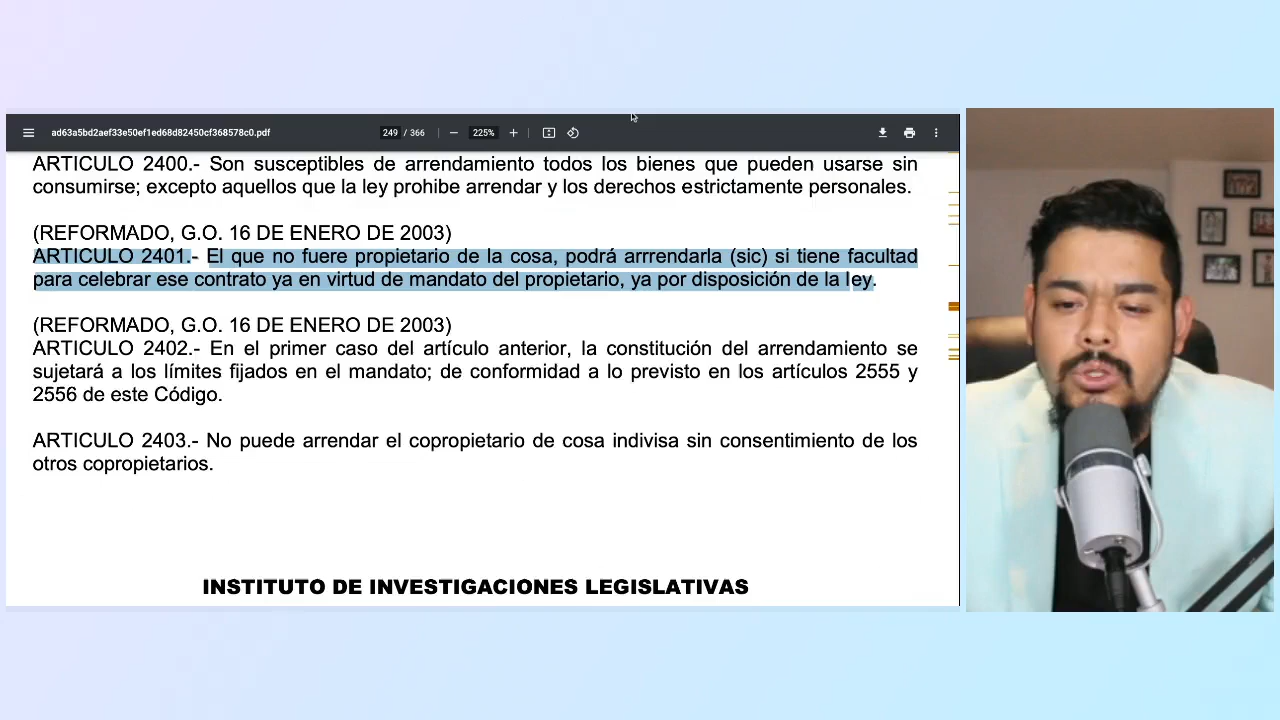 ad63a5bd2aef33e50ef1ed68d82450cf368578c0.pdf 249 / 366 225%
ARTICULO 2400.- Son susceptibles de arrendamiento todos los bienes que pueden usarse sin
consumirse; excepto aquellos que la ley prohibe arrendar y los derechos estrictamente personales.
(REFORMADO, G.O. 16 DE ENERO DE 2003)
ARTICULO 2401.- El que no fuere propietario de la cosa, podrá arrrendarla (sic) si tiene facultad
para celebrar ese contrato ya en virtud de mandato del propietario, ya por disposición de la ley.
(REFORMADO, G.O. 16 DE ENERO DE 2003)
ARTICULO 2402.- En el primer caso del artículo anterior, la constitución del arrendamiento se
sujetará a los límites fijados en el mandato; de conformidad a lo previsto en los artículos 2555 y
2556 de este Código.
ARTICULO 2403.- No puede arrendar el copropietario de cosa indivisa sin consentimiento de los
otros copropietarios.
INSTITUTO DE INVESTIGACIONES LEGISLATIVAS